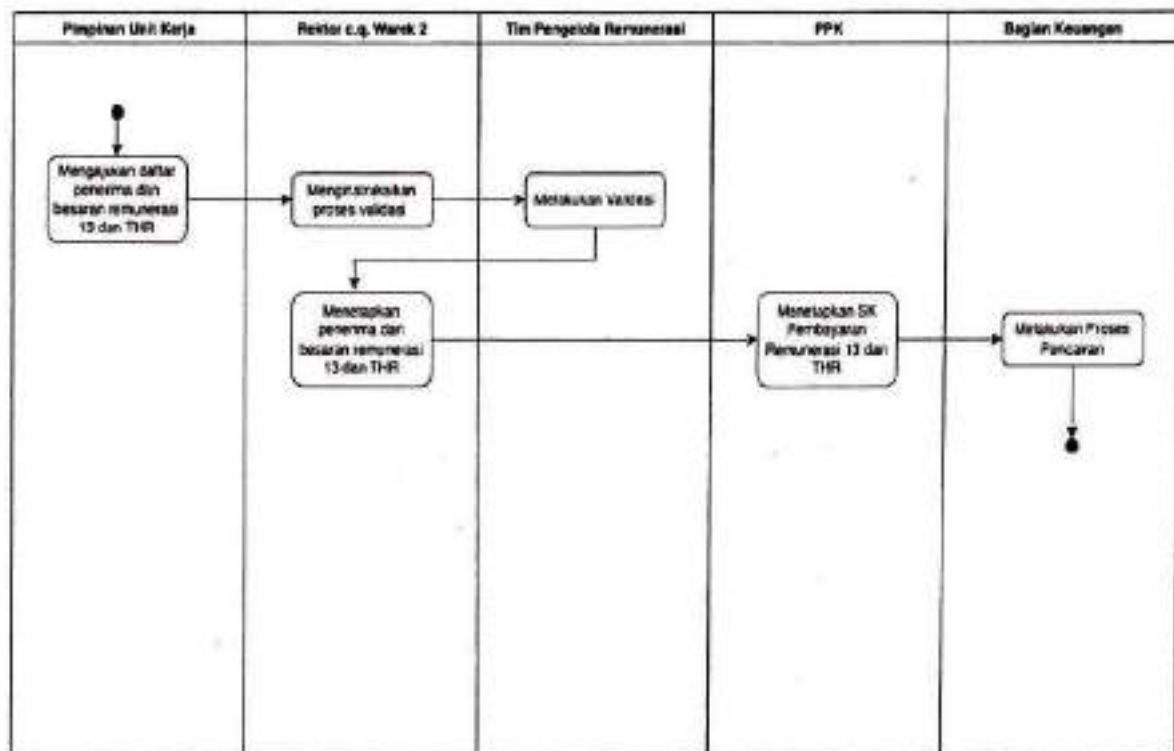 Pimpinan Unit Kerja
Rektor c.q. Warek 2
Tim Pengelola Remunerasi
PPK
Bagian Keuangan
Mengajukan daftar
penerima dan
besaran remunerasi
13 dan THR
Menginstruksikan
proses validasi
Melakukan Validasi
Menetapkan
penerima dan
besaran remunerasi
13 dan THR
Menetapkan SK
Pembayaran
Remunerasi 13 dan
THR
Melakukan Proses
Pencairan